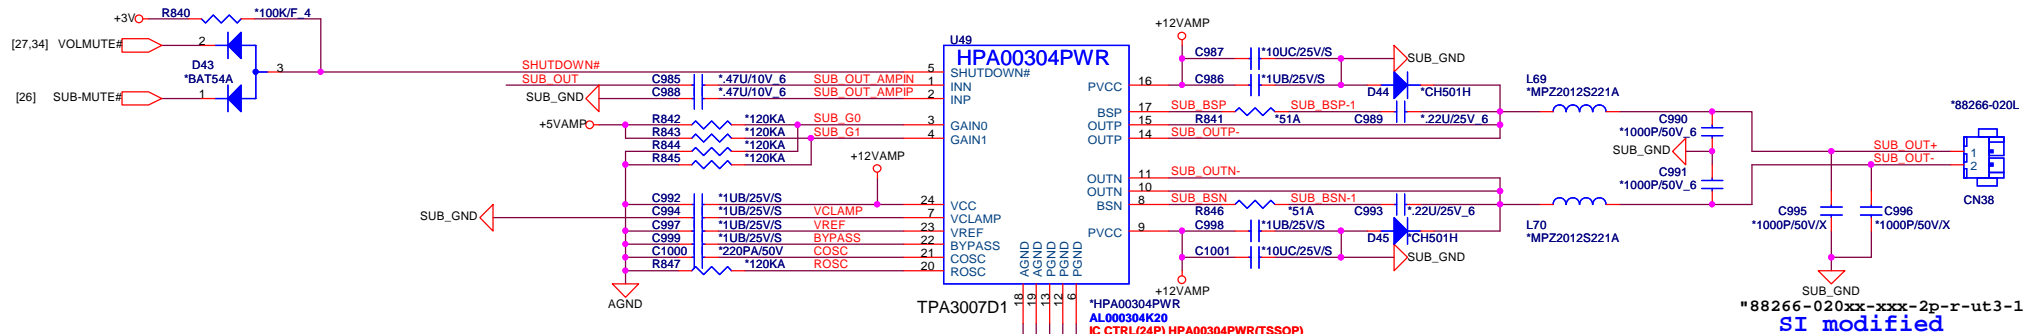 +3V R840 *100K/F_4
[27,34] VOLMUTE# 2
D43
*BAT54A
3
[26] SUB-MUTE# 1
SHUTDOWN#
SUB_OUT C985 *.47U/10V_6 SUB_OUT_AMPIN
SUB_GND C988 *.47U/10V_6 SUB_OUT_AMPIP
+5VAMP R842 *120KA SUB_G0
R843 *120KA SUB_G1
R844 *120KA
R845 *120KA
+12VAMP
C992 *1UB/25V/S
SUB_GND C994 *1UB/25V/S VCLAMP
C997 *1UB/25V/S VREF
C999 *1UB/25V/S BYPASS
C1000 *220PA/50V COSC
R847 *120KA ROSC
AGND
U49
HPA00304PWR
5 SHUTDOWN#
1 INN
2 INP
3 GAIN0
4 GAIN1
24 VCC
7 VCLAMP
23 VREF
22 BYPASS
21 COSC
20 ROSC
PVCC 16
BSP 17
OUTP 15
OUTP 14
OUTN 11
OUTN 10
BSN 8
PVCC 9
AGND 18
AGND 19
PGND 13
PGND 12
PGND 6
TPA3007D1
*HPA00304PWR
AL000304K20
IC CTRL(24P) HPA00304PWR(TSSOP)
+12VAMP
C987 *10UC/25V/S SUB_GND
C986 *1UB/25V/S
D44 *CH501H
SUB_BSP SUB_BSP-1
R841 *51A C989 *.22U/25V_6
SUB_OUTP-
SUB_OUTN-
SUB_BSN SUB_BSN-1
R846 *51A C993 *.22U/25V_6
C998 *1UB/25V/S
D45 *CH501H
C1001 *10UC/25V/S SUB_GND
+12VAMP
L69
*MPZ2012S221A
L70
*MPZ2012S221A
C990
*1000P/50V_6
SUB_GND
C991
*1000P/50V_6
*88266-020L
SUB_OUT+ 1
SUB_OUT- 2
CN38
C995
*1000P/50V/X
C996
*1000P/50V/X
SUB_GND
"88266-020xx-xxx-2p-r-ut3-1
SI modified